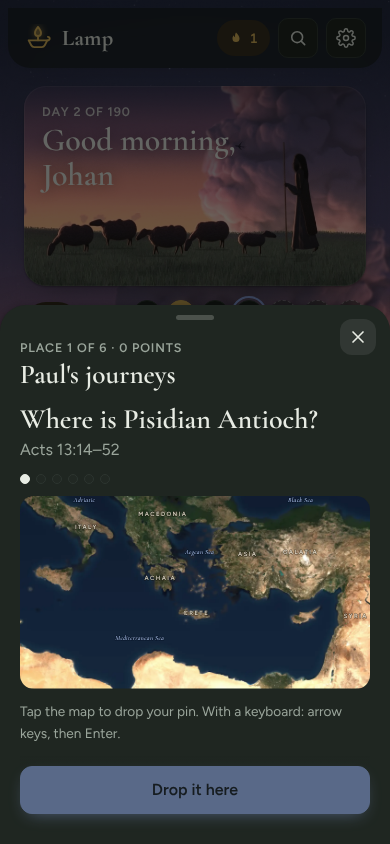 Lamp
1
DAY 2 OF 190
Good morning,
Johan
PLACE 1 OF 6 · 0 POINTS
Paul's journeys
Where is Pisidian Antioch?
Acts 13:14–52
Adriatic
Black Sea
MACEDONIA
ITALY
Aegean Sea
ASIA
GALATIA
ACHAIA
CRETE
SYRIA
Mediterranean Sea
Tap the map to drop your pin. With a keyboard: arrow
keys, then Enter.
Drop it here